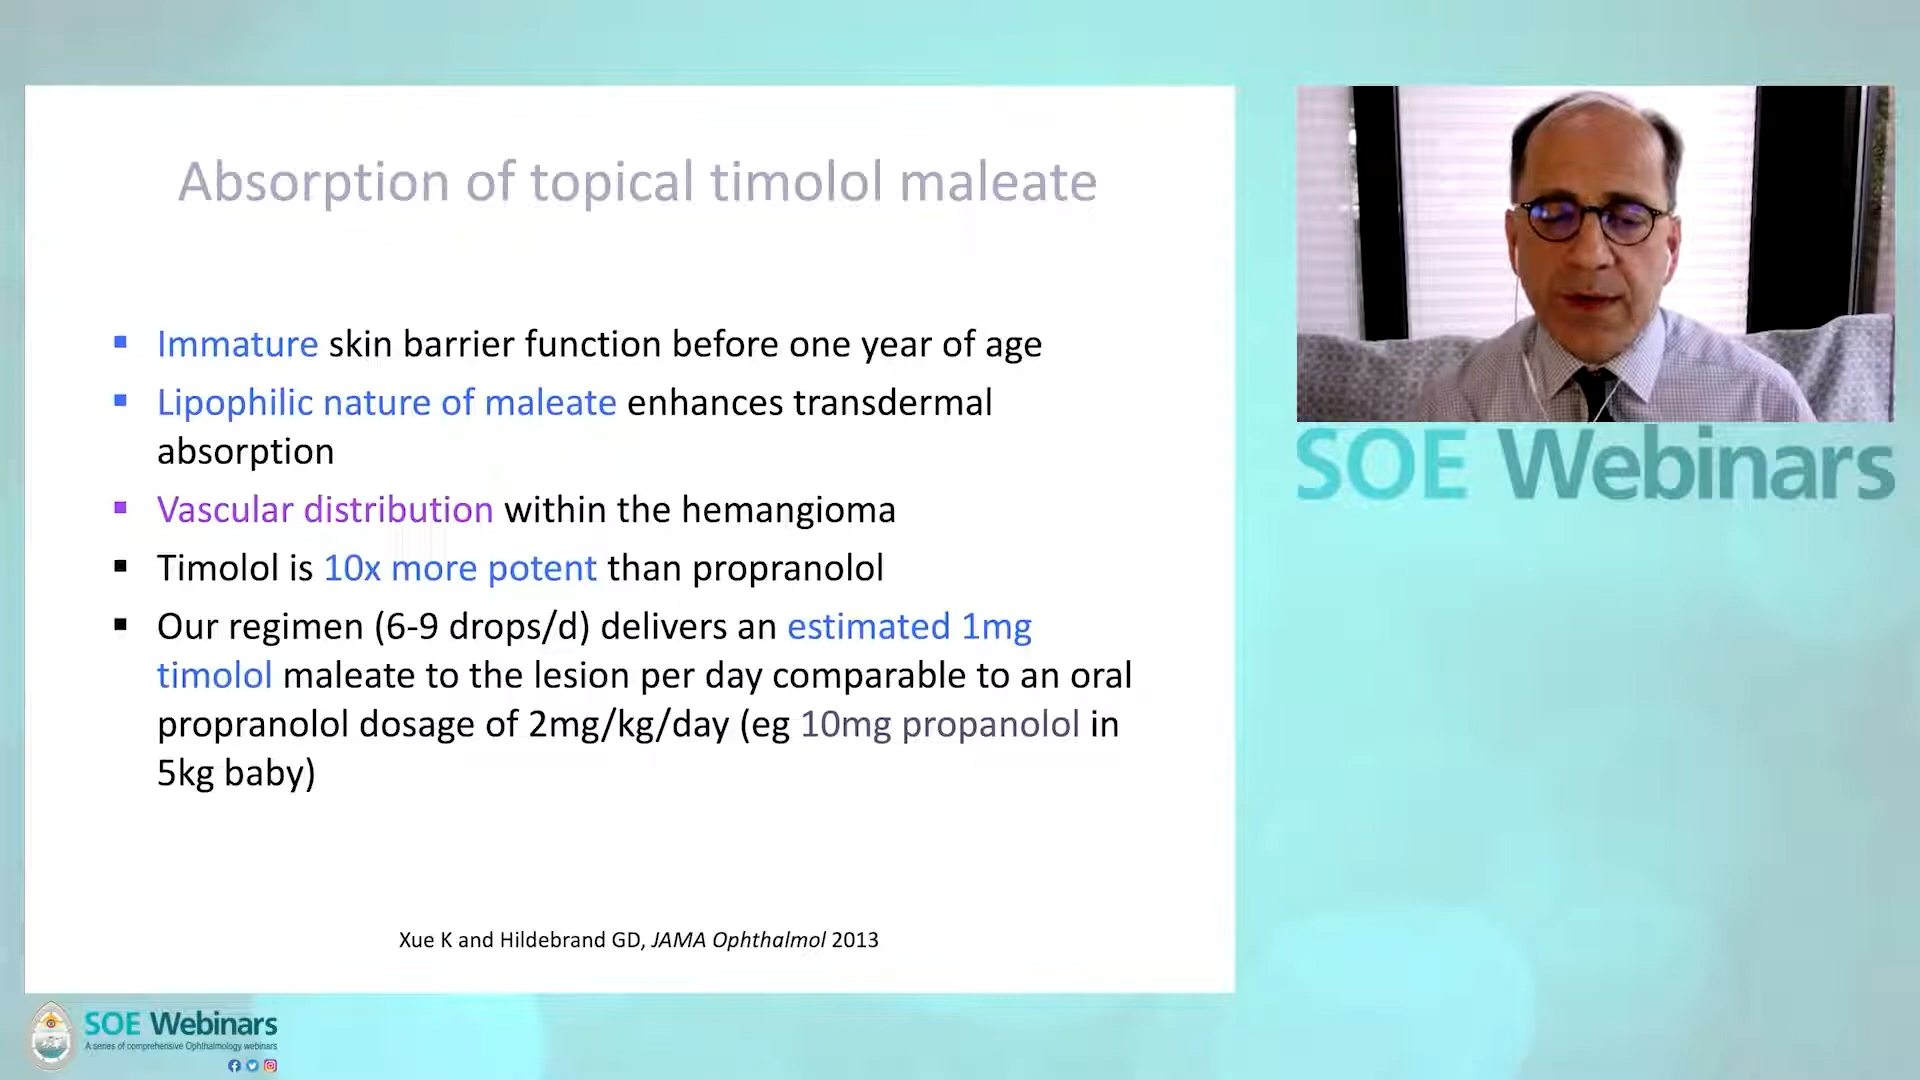 Absorption of topical timolol maleate
▪ Immature skin barrier function before one year of age
▪ Lipophilic nature of maleate enhances transdermal
absorption
▪ Vascular distribution within the hemangioma
▪ Timolol is 10x more potent than propranolol
▪ Our regimen (6-9 drops/d) delivers an estimated 1mg
timolol maleate to the lesion per day comparable to an oral
propranolol dosage of 2mg/kg/day (eg 10mg propanolol in
5kg baby)
Xue K and Hildebrand GD, JAMA Ophthalmol 2013
SOE Webinars
SOE Webinars
A series of comprehensive Ophthalmology webinars